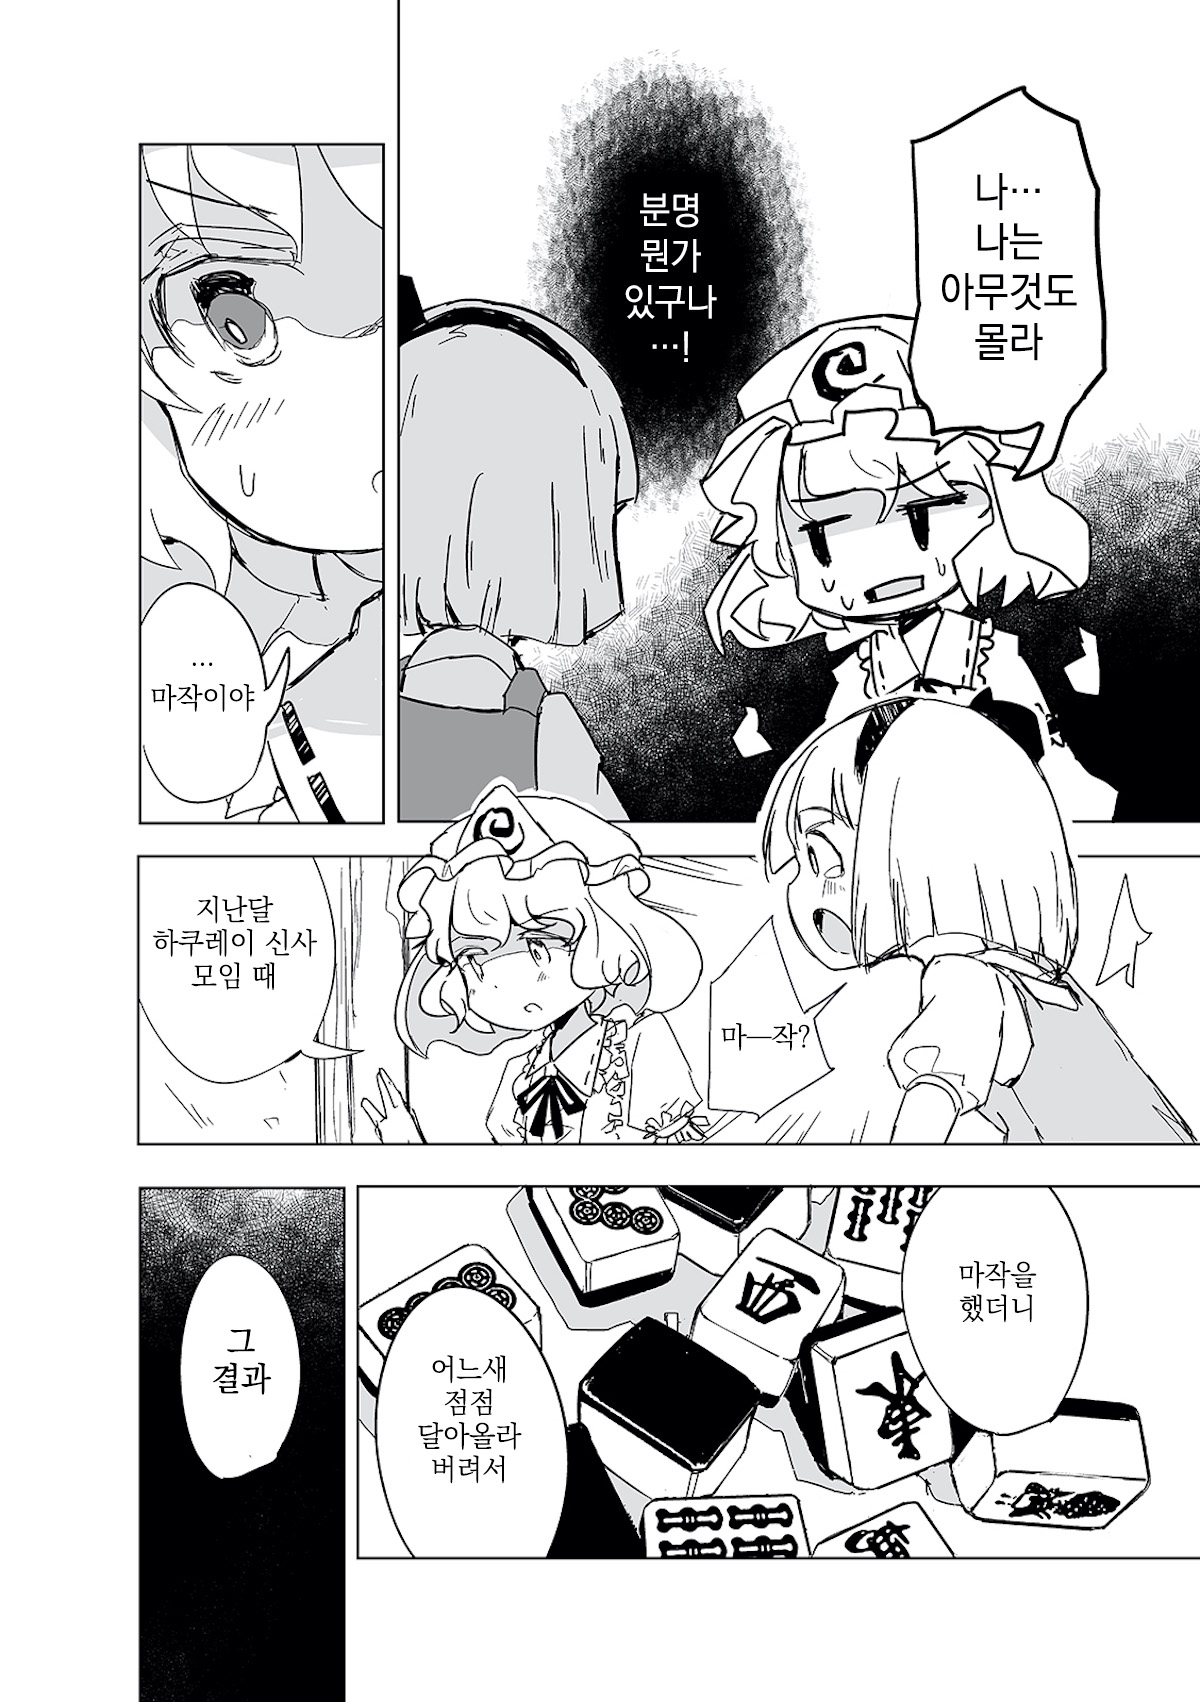 나…
나는
아무것도
몰라
분명
뭔가
있구나
…!
…
마작이야
마—작?
지난달
하쿠레이 신사
모임 때
마작을
했더니
어느새
점점
달아올라
버려서
그
결과